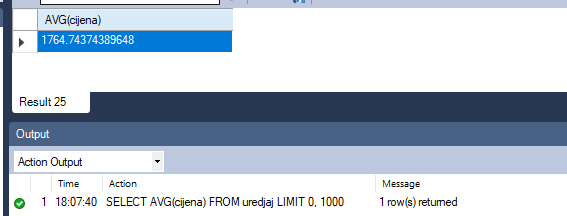 AVG(cijena)
1764.74374389648
Result 25
Output
Action Output
Time Action Message
1 18:07:40 SELECT AVG(cijena) FROM uredjaj LIMIT 0, 1000 1 row(s) returned